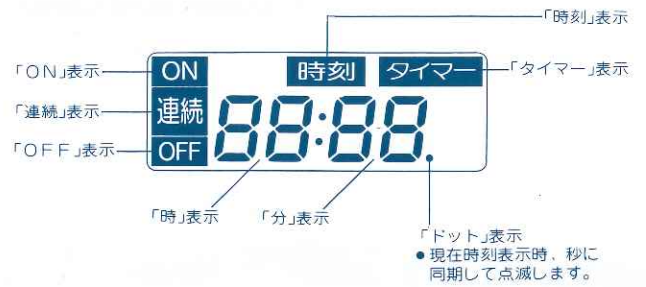 「時刻」表示
「ON」表示
ON
時刻
タイマー
「タイマー」表示
「連続」表示
連続
88:88.
「OFF」表示
OFF
「時」表示
「分」表示
「ドット」表示
●現在時刻表示時、秒に
同期して点滅します。